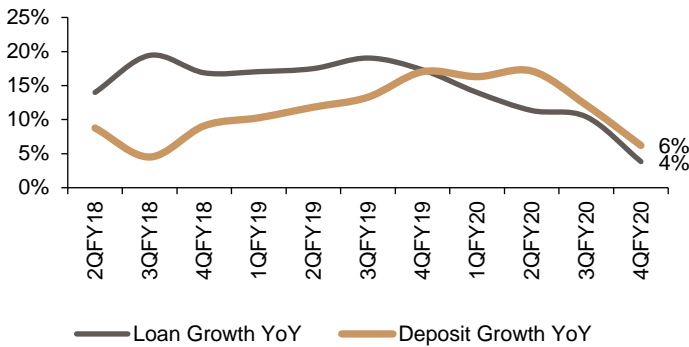 25%
20%
15%
10%
5%
0%
6%
4%
2QFY18
3QFY18
4QFY18
1QFY19
2QFY19
3QFY19
4QFY19
1QFY20
2QFY20
3QFY20
4QFY20
Loan Growth YoY
Deposit Growth YoY